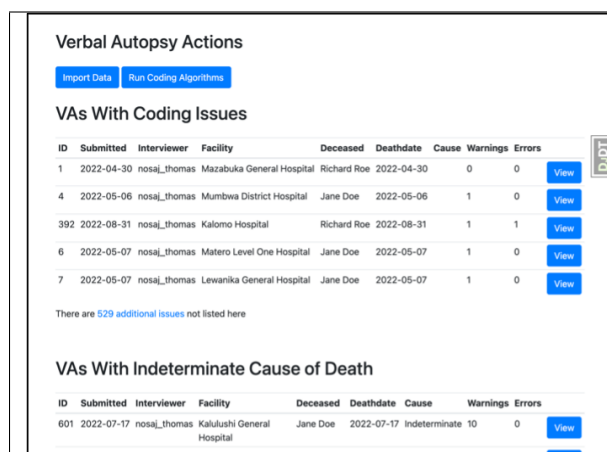 Verbal Autopsy Actions
Import Data Run Coding Algorithms
VAs With Coding Issues
ID Submitted Interviewer Facility Deceased Deathdate Cause Warnings Errors
1 2022-04-30 nosaj_thomas Mazabuka General Hospital Richard Roe 2022-04-30 0 0 View
4 2022-05-06 nosaj_thomas Mumbwa District Hospital Jane Doe 2022-05-06 1 0 View
392 2022-08-31 nosaj_thomas Kalomo Hospital Richard Roe 2022-08-31 1 1 View
6 2022-05-07 nosaj_thomas Matero Level One Hospital Jane Doe 2022-05-07 1 0 View
7 2022-05-07 nosaj_thomas Lewanika General Hospital Jane Doe 2022-05-07 1 0 View
There are 529 additional issues not listed here
VAs With Indeterminate Cause of Death
ID Submitted Interviewer Facility Deceased Deathdate Cause Warnings Errors
601 2022-07-17 nosaj_thomas Kalulushi General Jane Doe 2022-07-17 Indeterminate 10 0 View
Hospital